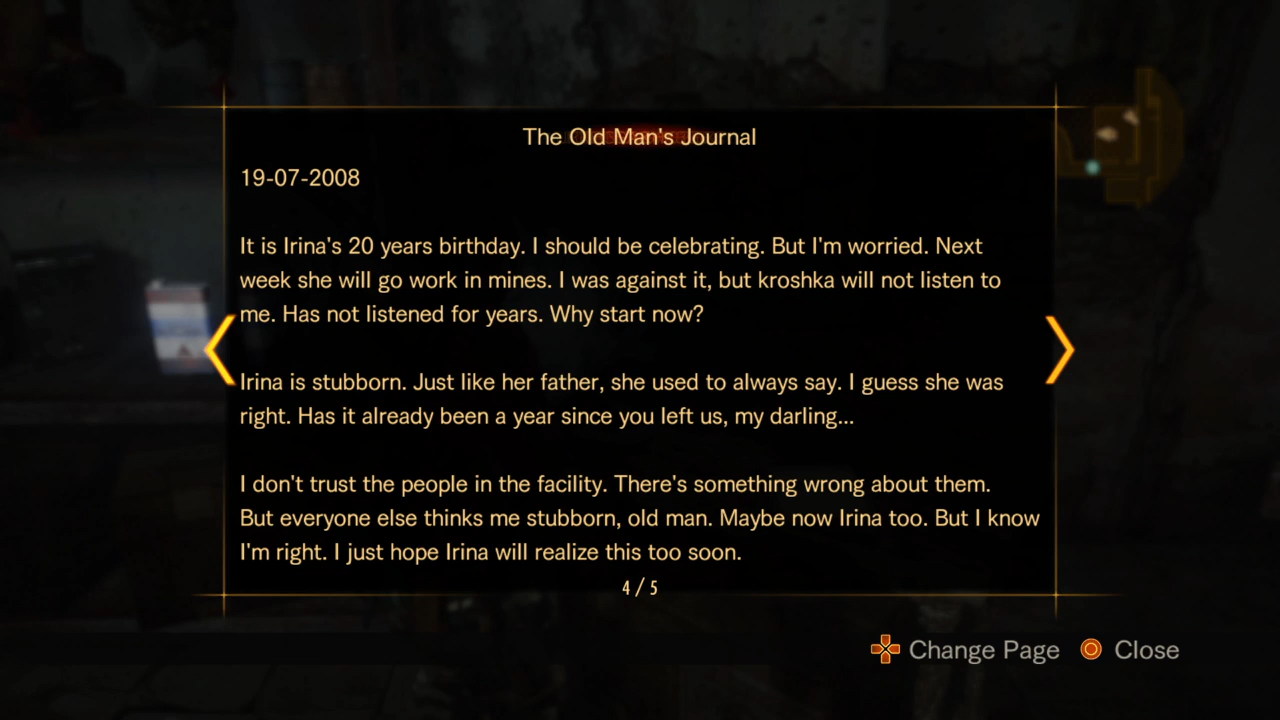 The Old Man's Journal
19-07-2008
It is Irina's 20 years birthday. I should be celebrating. But I'm worried. Next
week she will go work in mines. I was against it, but kroshka will not listen to
me. Has not listened for years. Why start now?
Irina is stubborn. Just like her father, she used to always say. I guess she was
right. Has it already been a year since you left us, my darling...
I don't trust the people in the facility. There's something wrong about them.
But everyone else thinks me stubborn, old man. Maybe now Irina too. But I know
I'm right. I just hope Irina will realize this too soon.
4 / 5
Change Page Close